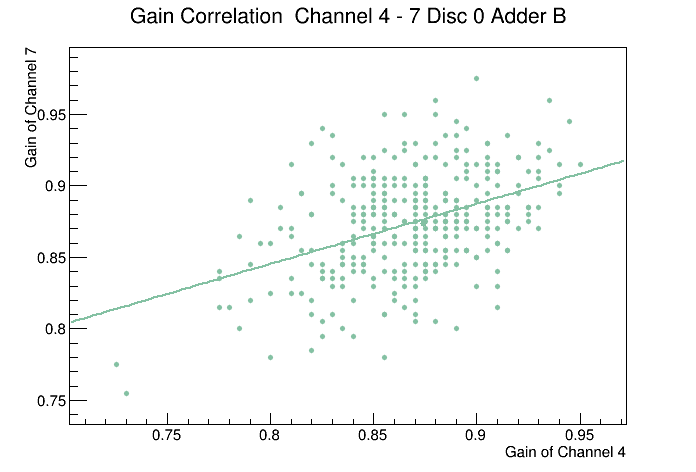 Gain Correlation  Channel 4 - 7 Disc 0 Adder B
Gain of Channel 7
0.95
0.9
0.85
0.8
0.75
0.75 0.8 0.85 0.9 0.95
Gain of Channel 4